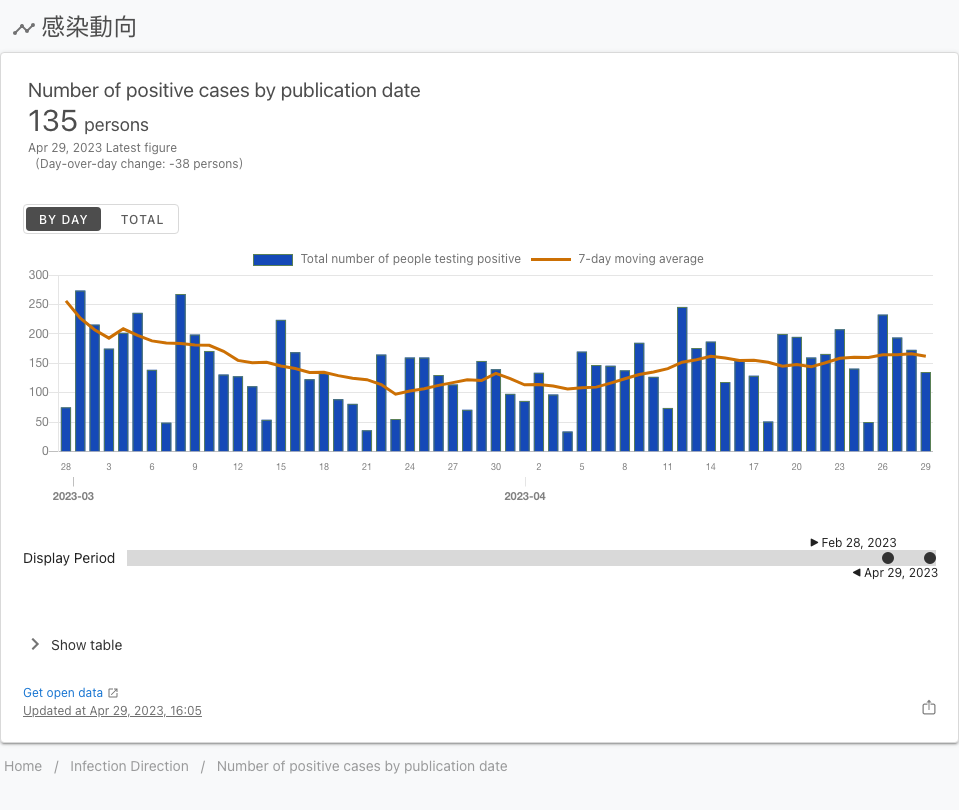 感染動向
Number of positive cases by publication date
135 persons
Apr 29, 2023 Latest figure
(Day-over-day change: -38 persons)
BY DAY TOTAL
Total number of people testing positive 7-day moving average
300
250
200
150
100
50
0
28 3 6 9 12 15 18 21 24 27 30 2 5 8 11 14 17 20 23 26 29
2023-03 2023-04
Feb 28, 2023
Display Period
Apr 29, 2023
Show table
Get open data
Updated at Apr 29, 2023, 16:05
Home / Infection Direction / Number of positive cases by publication date